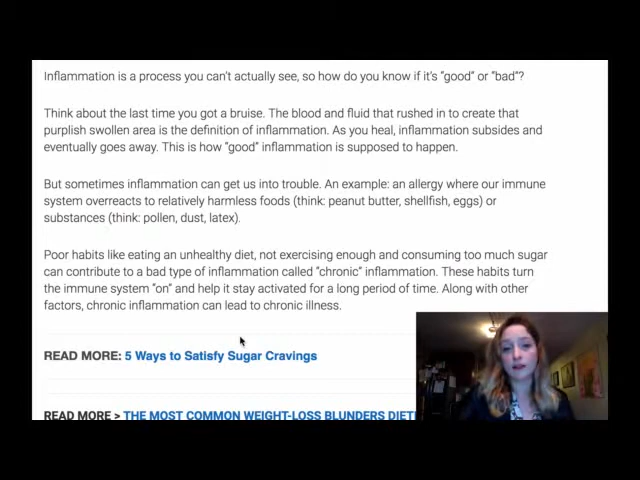 Inflammation is a process you can't actually see, so how do you know if it's "good" or "bad"?
Think about the last time you got a bruise. The blood and fluid that rushed in to create that
purplish swollen area is the definition of inflammation. As you heal, inflammation subsides and
eventually goes away. This is how "good" inflammation is supposed to happen.
But sometimes inflammation can get us into trouble. An example: an allergy where our immune
system overreacts to relatively harmless foods (think: peanut butter, shellfish, eggs) or
substances (think: pollen, dust, latex).
Poor habits like eating an unhealthy diet, not exercising enough and consuming too much sugar
can contribute to a bad type of inflammation called "chronic" inflammation. These habits turn
the immune system "on" and help it stay activated for a long period of time. Along with other
factors, chronic inflammation can lead to chronic illness.
READ MORE: 5 Ways to Satisfy Sugar Cravings
READ MORE > THE MOST COMMON WEIGHT-LOSS BLUNDERS